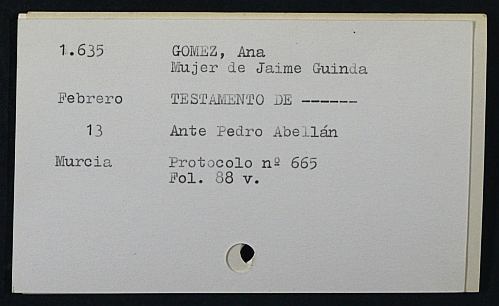 1.635 GOMEZ, Ana
Mujer de Jaime Guinda
Febrero TESTAMENTO DE ------
13 Ante Pedro Abellán
Murcia Protocolo nº 665
Fol. 88 v.